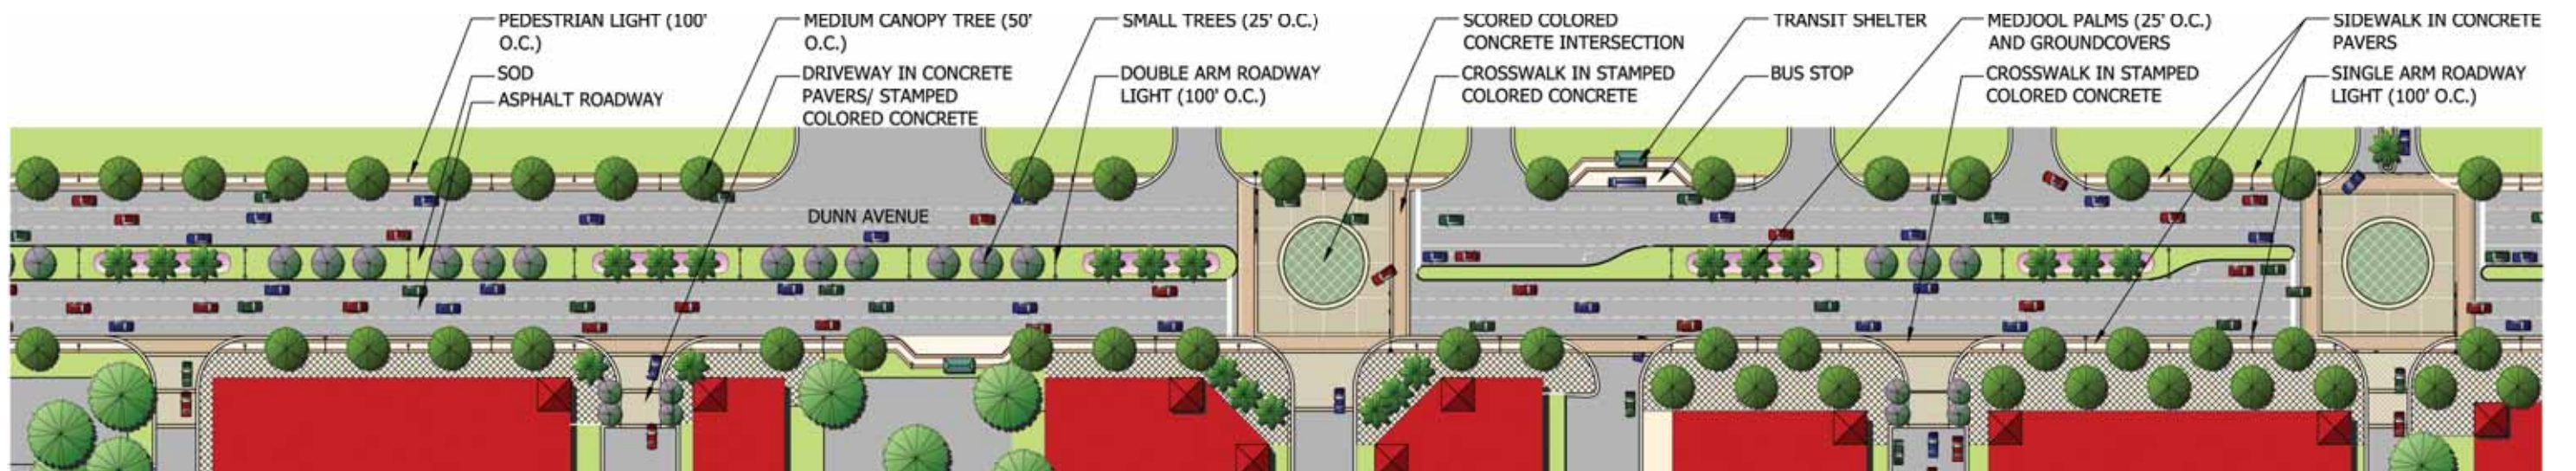 PEDESTRIAN LIGHT (100'
O.C.)
SOD
ASPHALT ROADWAY
MEDIUM CANOPY TREE (50'
O.C.)
DRIVEWAY IN CONCRETE
PAVERS/ STAMPED
COLORED CONCRETE
SMALL TREES (25' O.C.)
DOUBLE ARM ROADWAY
LIGHT (100' O.C.)
SCORED COLORED
CONCRETE INTERSECTION
CROSSWALK IN STAMPED
COLORED CONCRETE
TRANSIT SHELTER
BUS STOP
MEDJOOL PALMS (25' O.C.)
AND GROUNDCOVERS
CROSSWALK IN STAMPED
COLORED CONCRETE
SIDEWALK IN CONCRETE
PAVERS
SINGLE ARM ROADWAY
LIGHT (100' O.C.)
DUNN AVENUE